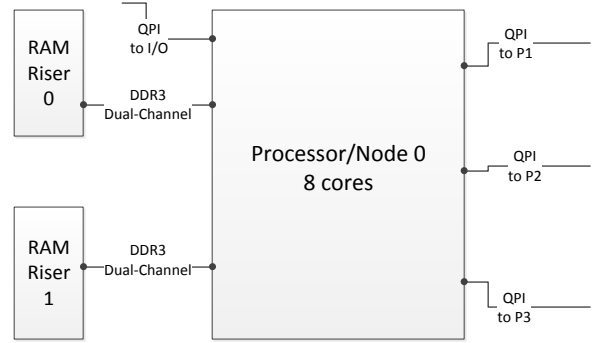 QPI
to I/O
RAM
Riser
0
DDR3
Dual-Channel
Processor/Node 0
8 cores
QPI
to P1
QPI
to P2
RAM
Riser
1
DDR3
Dual-Channel
QPI
to P3